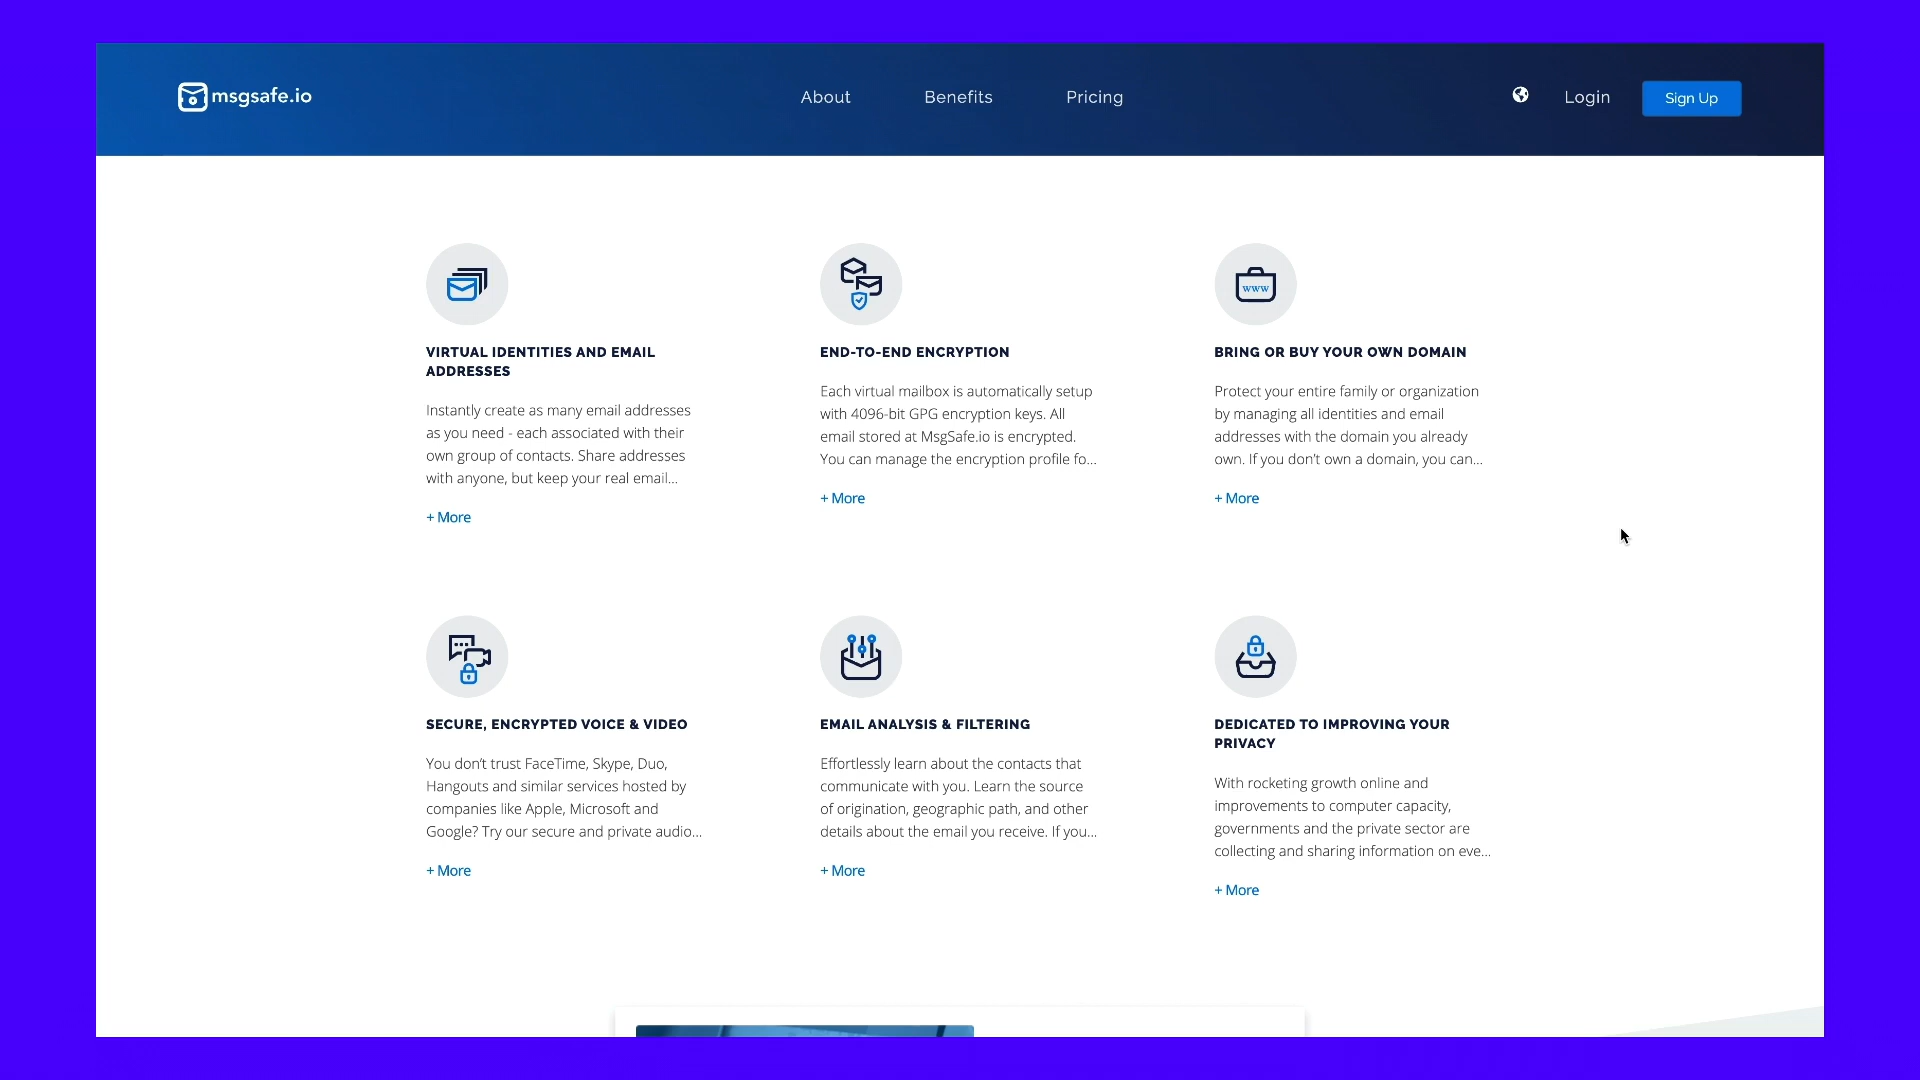 msgsafe.io
About
Benefits
Pricing
Login
Sign Up
www
VIRTUAL IDENTITIES AND EMAIL
ADDRESSES
Instantly create as many email addresses
as you need - each associated with their
own group of contacts. Share addresses
with anyone, but keep your real email...
+ More
END-TO-END ENCRYPTION
Each virtual mailbox is automatically setup
with 4096-bit GPG encryption keys. All
email stored at MsgSafe.io is encrypted.
You can manage the encryption profile fo...
+ More
BRING OR BUY YOUR OWN DOMAIN
Protect your entire family or organization
by managing all identities and email
addresses with the domain you already
own. If you don't own a domain, you can...
+ More
SECURE, ENCRYPTED VOICE & VIDEO
You don't trust FaceTime, Skype, Duo,
Hangouts and similar services hosted by
companies like Apple, Microsoft and
Google? Try our secure and private audio...
+ More
EMAIL ANALYSIS & FILTERING
Effortlessly learn about the contacts that
communicate with you. Learn the source
of origination, geographic path, and other
details about the email you receive. If you...
+ More
DEDICATED TO IMPROVING YOUR
PRIVACY
With rocketing growth online and
improvements to computer capacity,
governments and the private sector are
collecting and sharing information on eve...
+ More